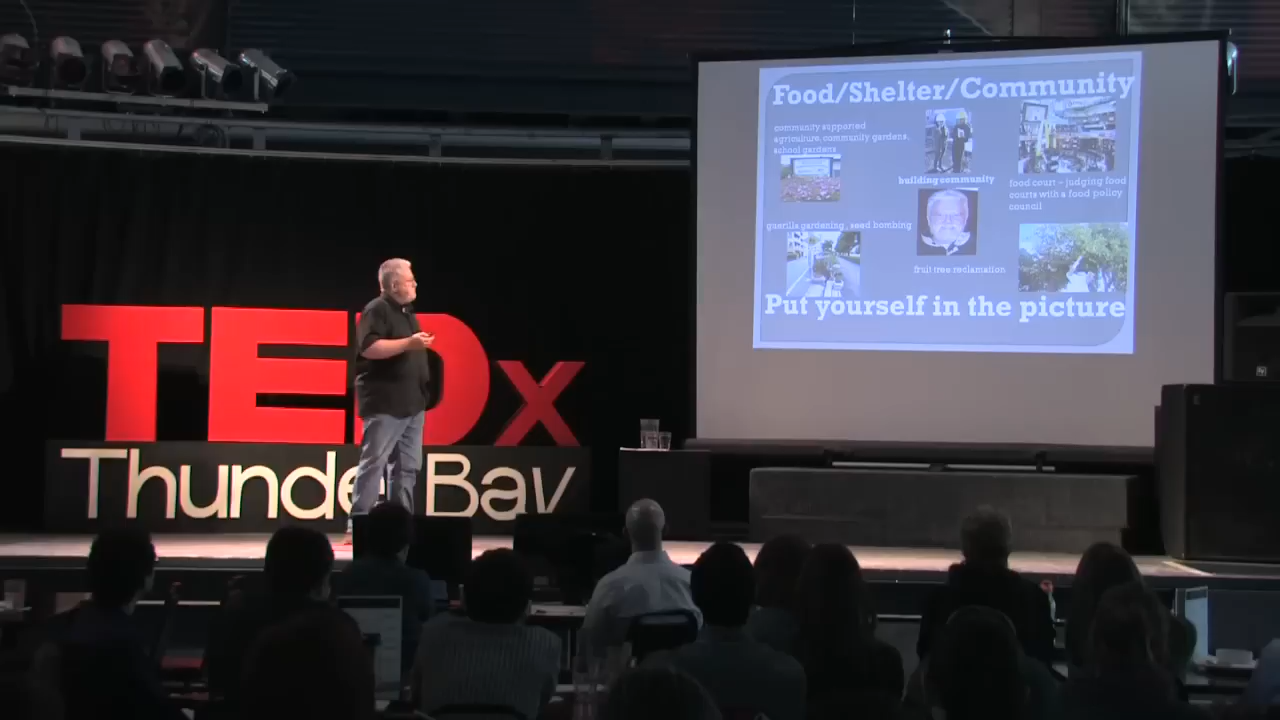 Food/Shelter/Community
community supported
agriculture, community gardens,
school gardens
building community
food court – judging food
courts with a food policy
council
guerilla gardening, seed bombing
fruit tree reclamation
Put yourself in the picture
TEDx
Thunde Bay